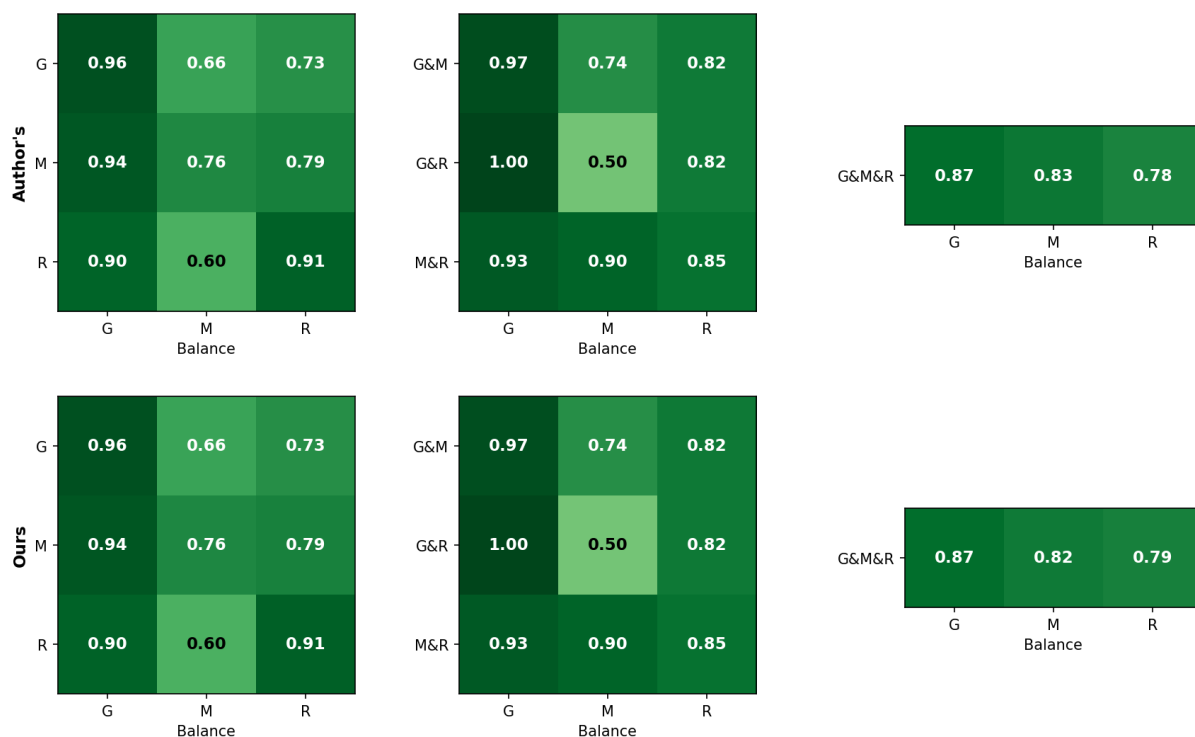 Author's
G 0.96 0.66 0.73
M 0.94 0.76 0.79
R 0.90 0.60 0.91
G M R
Balance
G&M 0.97 0.74 0.82
G&R 1.00 0.50 0.82
M&R 0.93 0.90 0.85
G M R
Balance
G&M&R 0.87 0.83 0.78
G M R
Balance
Ours
G 0.96 0.66 0.73
M 0.94 0.76 0.79
R 0.90 0.60 0.91
G M R
Balance
G&M 0.97 0.74 0.82
G&R 1.00 0.50 0.82
M&R 0.93 0.90 0.85
G M R
Balance
G&M&R 0.87 0.82 0.79
G M R
Balance